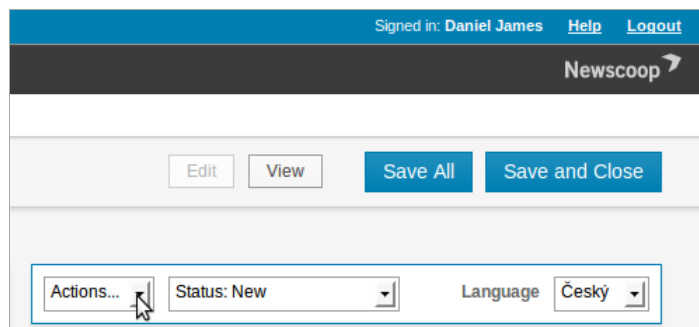 Signed in: Daniel James Help Logout
Newscoop
Edit View Save All Save and Close
Actions... Status: New Language Český